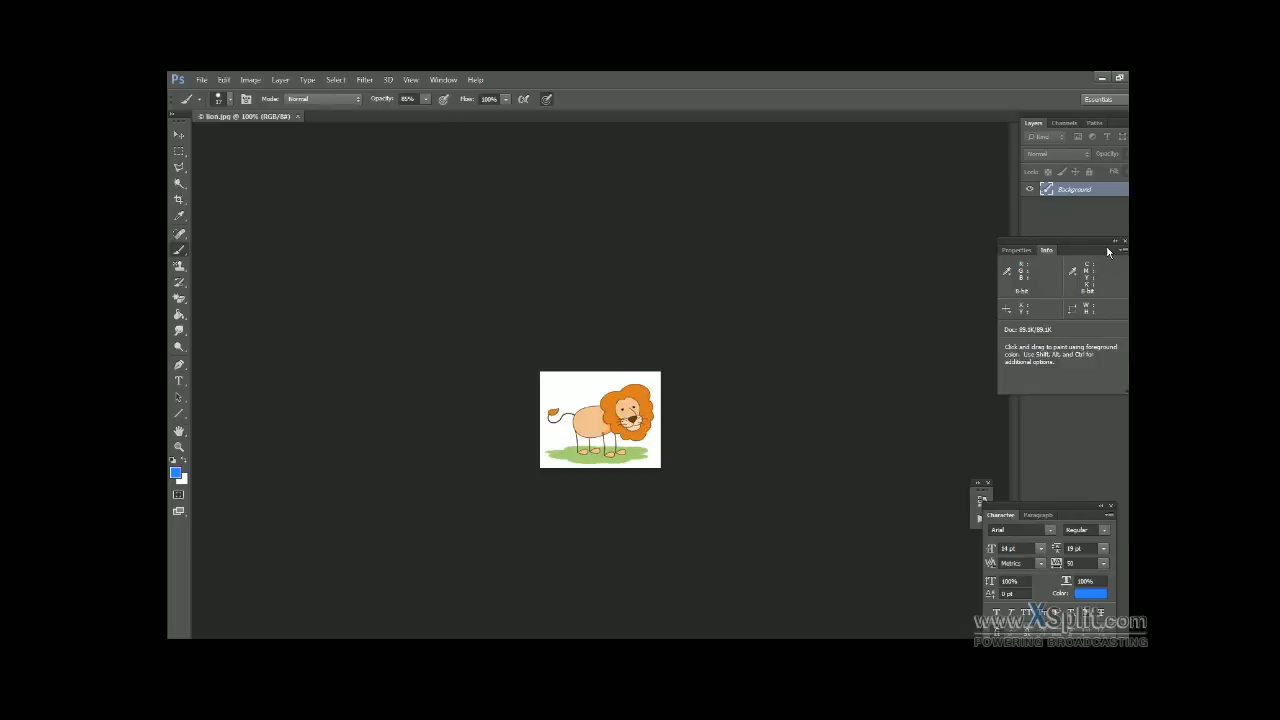 Ps File Edit Image Layer Type Select Filter 3D View Window Help
17 Mode: Normal Opacity: 85% Flow: 100% Essentials
© lion.jpg @ 100% (RGB/8#) ×
Layers Channels Paths
Kind T
Normal Opacity:
Lock: Fill:
Background
Properties Info
R: C:
G: M:
B: Y:
K:
8-bit 8-bit
X: W:
Y: H:
Doc: 89.1K/89.1K
Click and drag to paint using foreground
color. Use Shift, Alt, and Ctrl for
additional options.
Character Paragraph
Arial Regular
14 pt 19 pt
Metrics 50
100% 100%
0 pt Color:
www.XSplit.com
POWERING BROADCASTING